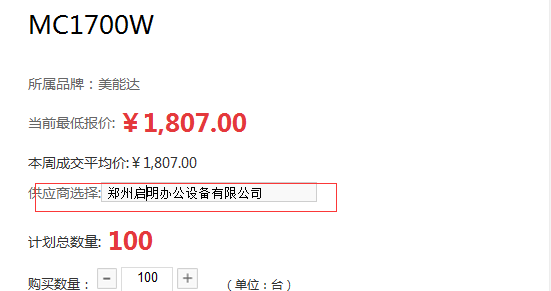 MC1700W
所属品牌：美能达
当前最低报价: ￥1,807.00
本周成交平均价:￥1,807.00
供应商选择: 郑州启明办公设备有限公司
计划总数量: 100
购买数量： - 100 + （单位：台）